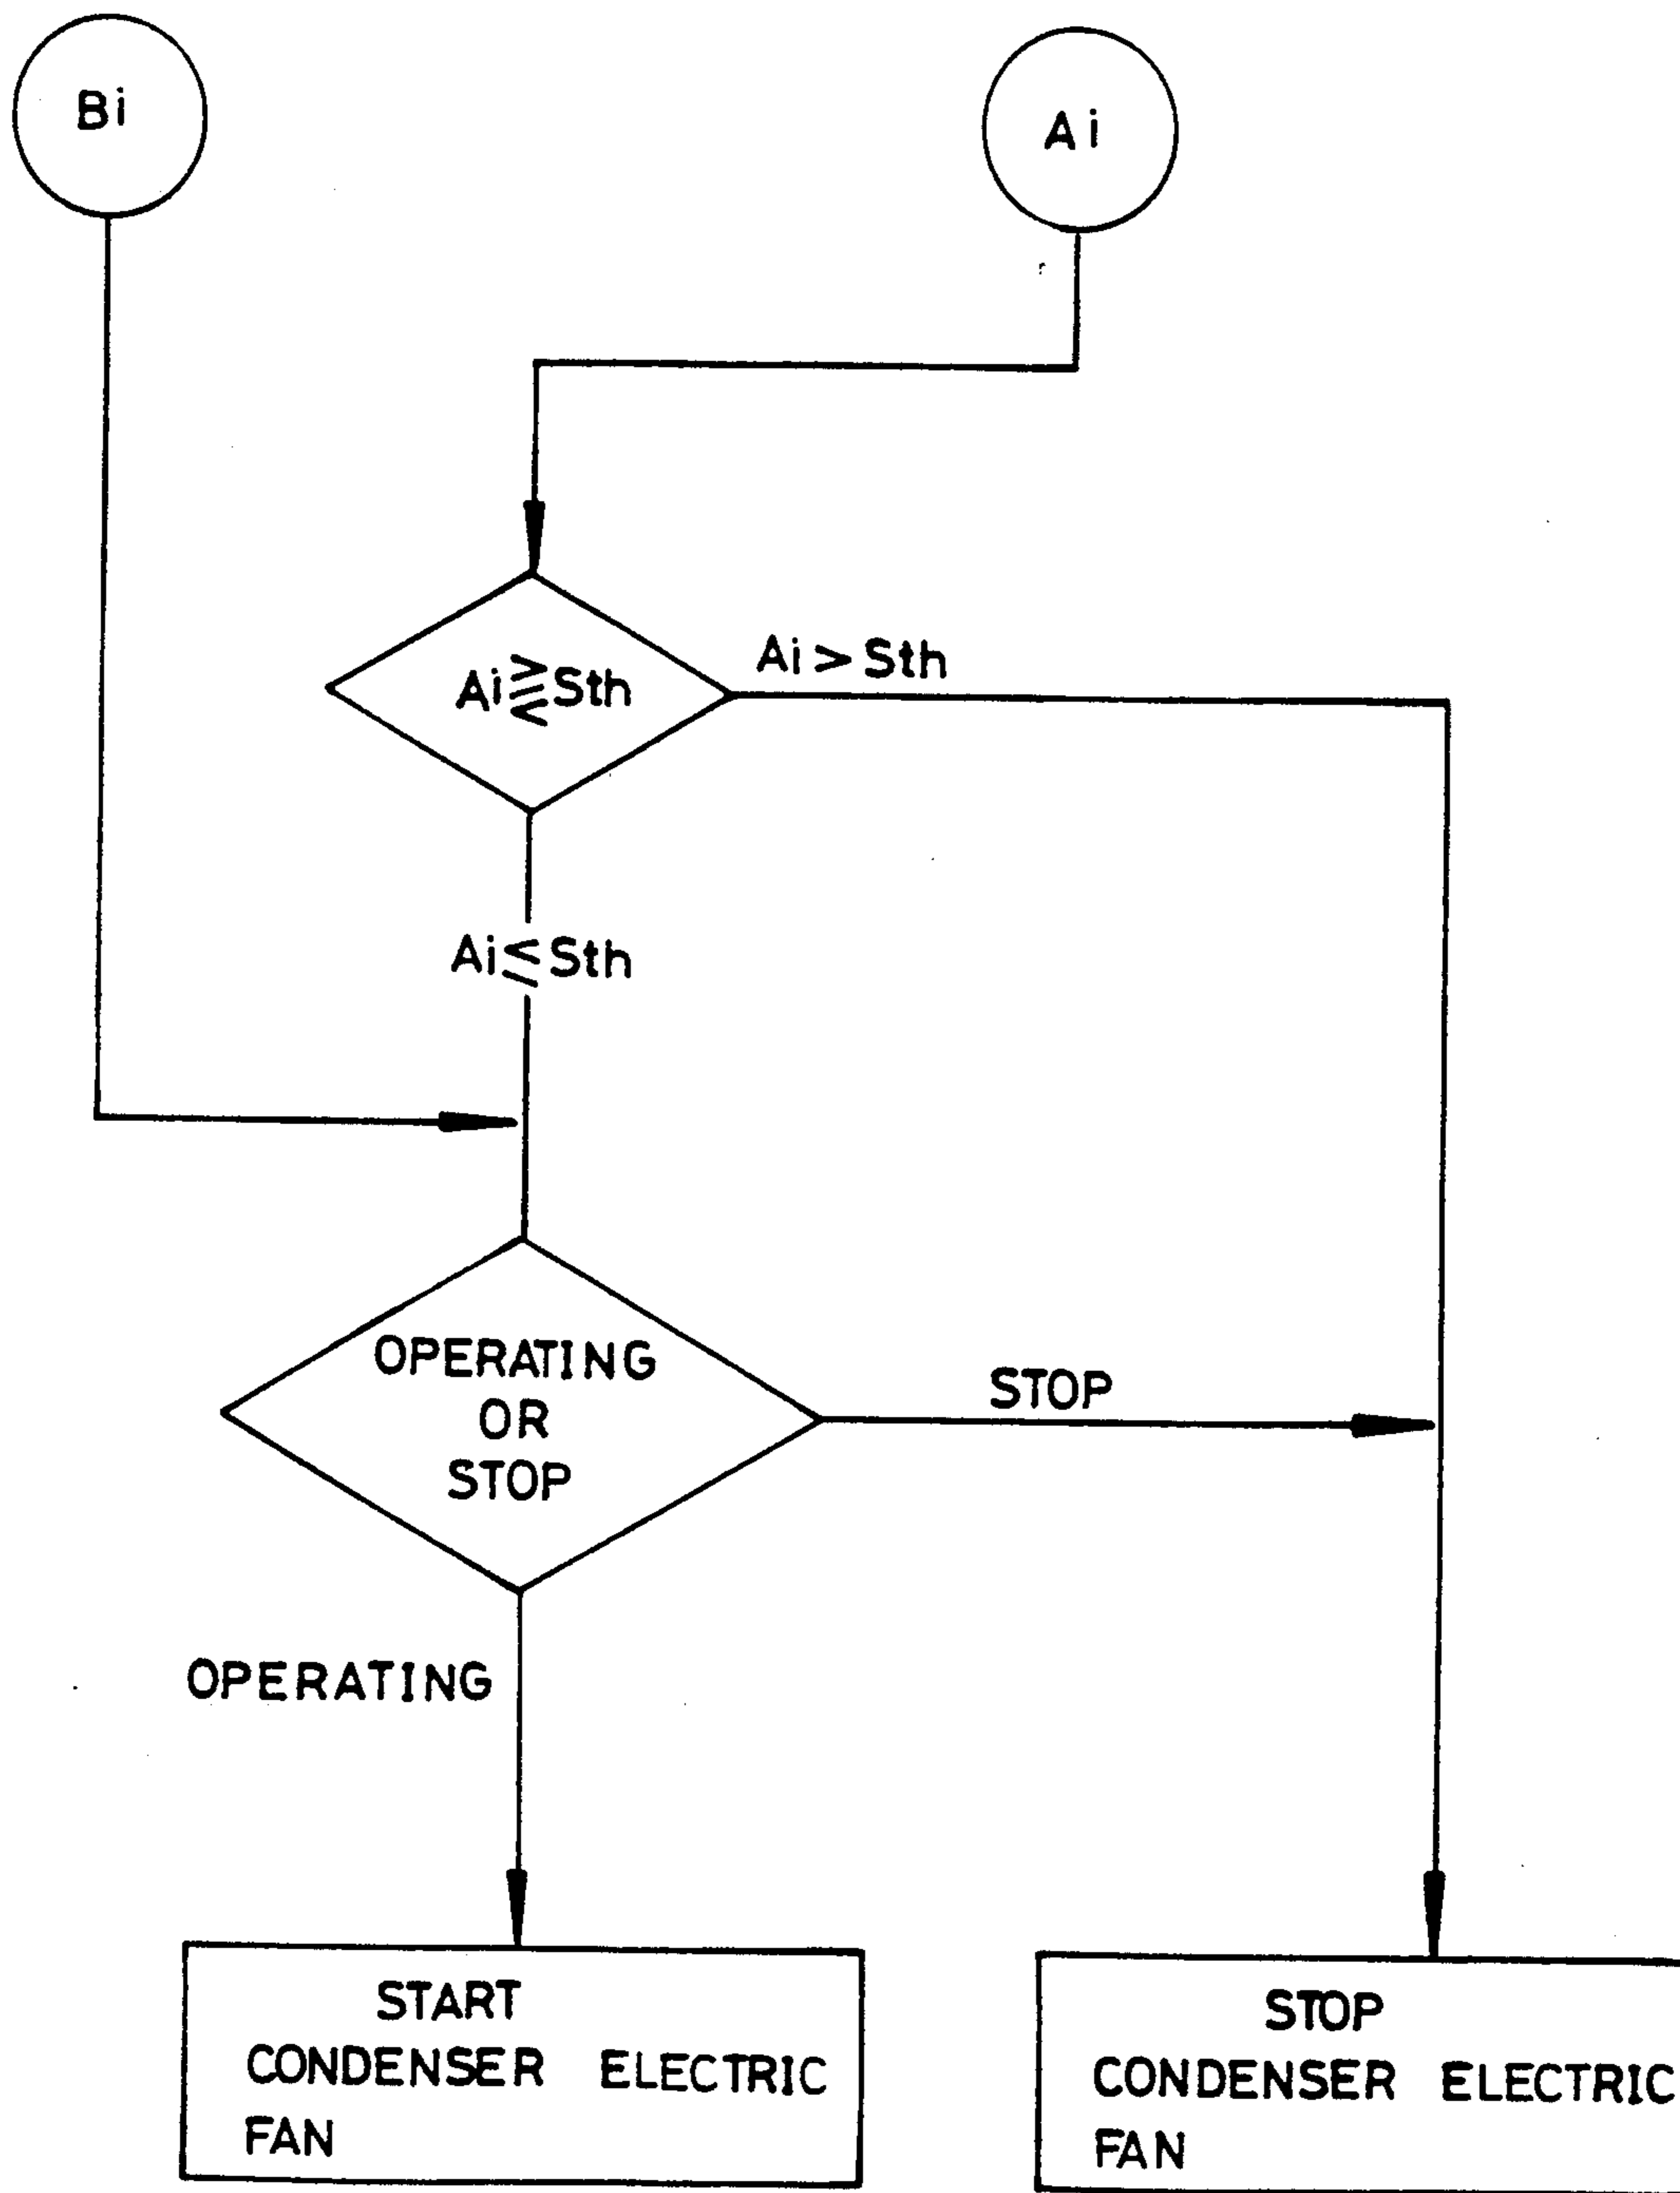 Bi
Ai
Ai⪌Sth
Ai > Sth
Ai≦Sth
OPERATING
OR
STOP
STOP
OPERATING
START
CONDENSER ELECTRIC
FAN
STOP
CONDENSER ELECTRIC
FAN